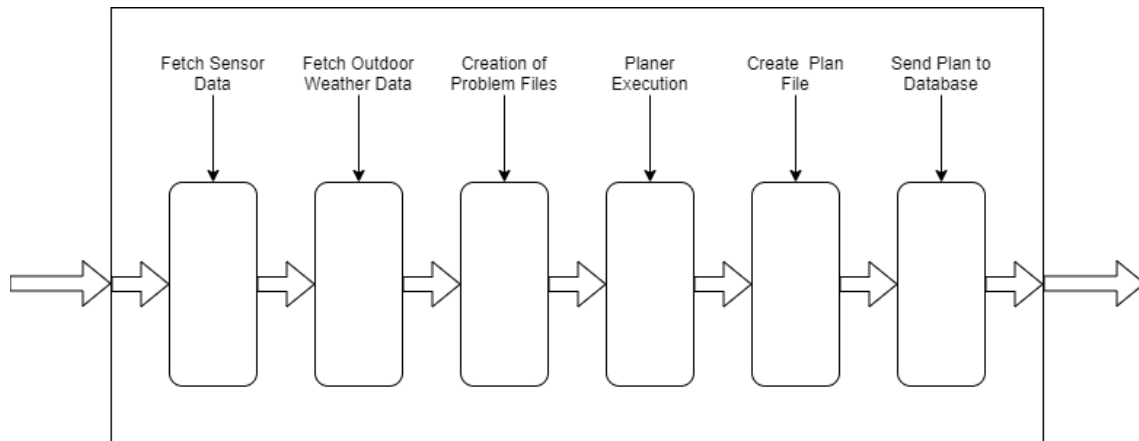 Fetch Sensor
Data
Fetch Outdoor
Weather Data
Creation of
Problem Files
Planer
Execution
Create Plan
File
Send Plan to
Database